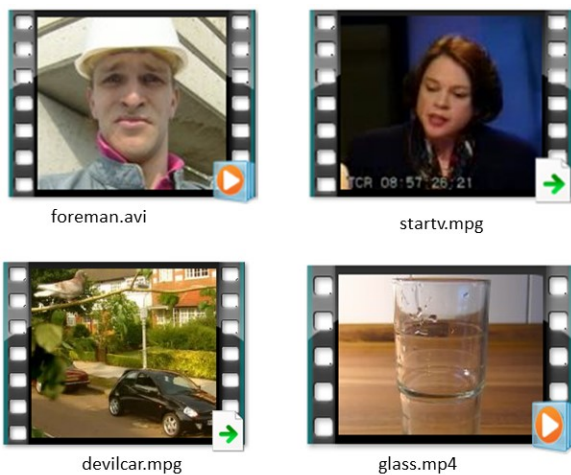 foreman.avi
TCR 08:57:26;21
startv.mpg
devilcar.mpg
glass.mp4